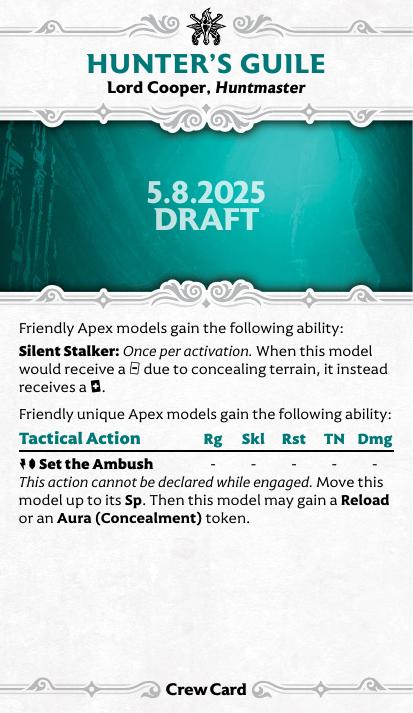 HUNTER'S GUILE
Lord Cooper, Huntmaster
5.8.2025
DRAFT
Friendly Apex models gain the following ability:
Silent Stalker: Once per activation. When this model
would receive a ⊟ due to concealing terrain, it instead
receives a .
Friendly unique Apex models gain the following ability:
Tactical Action Rg Skl Rst TN Dmg
Set the Ambush - - - - -
This action cannot be declared while engaged. Move this
model up to its Sp. Then this model may gain a Reload
or an Aura (Concealment) token.
Crew Card